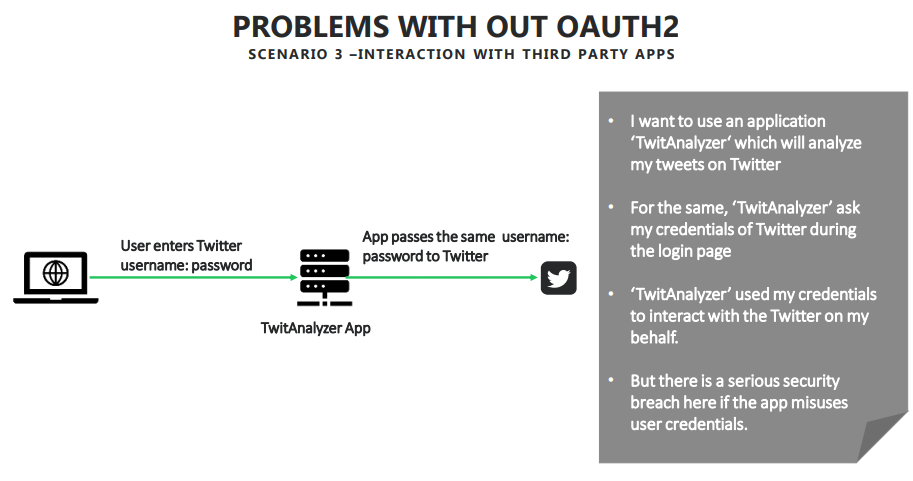 PROBLEMS WITH OUT OAUTH2
SCENARIO 3 –INTERACTION WITH THIRD PARTY APPS
User enters Twitter
username: password
App passes the same  username:
password to Twitter
TwitAnalyzer App
• I want to use an application
‘TwitAnalyzer‘ which will analyze
my tweets on Twitter
• For the same, ‘TwitAnalyzer’ ask
my credentials of Twitter during
the login page
• ‘TwitAnalyzer’ used my credentials
to interact with the Twitter on my
behalf.
• But there is a serious security
breach here if the app misuses
user credentials.